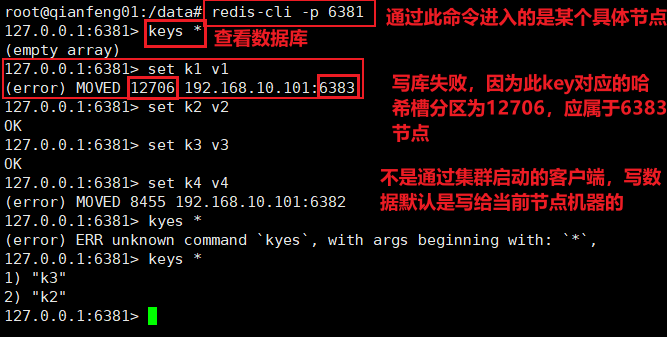 root@qianfeng01:/data# redis-cli -p 6381
通过此命令进入的是某个具体节点
127.0.0.1:6381> keys *
查看数据库
(empty array)
127.0.0.1:6381> set k1 v1
(error) MOVED 12706 192.168.10.101:6383
写库失败，因为此key对应的哈
希槽分区为12706，应属于6383
节点
127.0.0.1:6381> set k2 v2
OK
127.0.0.1:6381> set k3 v3
OK
127.0.0.1:6381> set k4 v4
(error) MOVED 8455 192.168.10.101:6382
不是通过集群启动的客户端，写数
据默认是写给当前节点机器的
127.0.0.1:6381> kyes *
(error) ERR unknown command `kyes`, with args beginning with: `*`,
127.0.0.1:6381> keys *
1) "k3"
2) "k2"
127.0.0.1:6381>